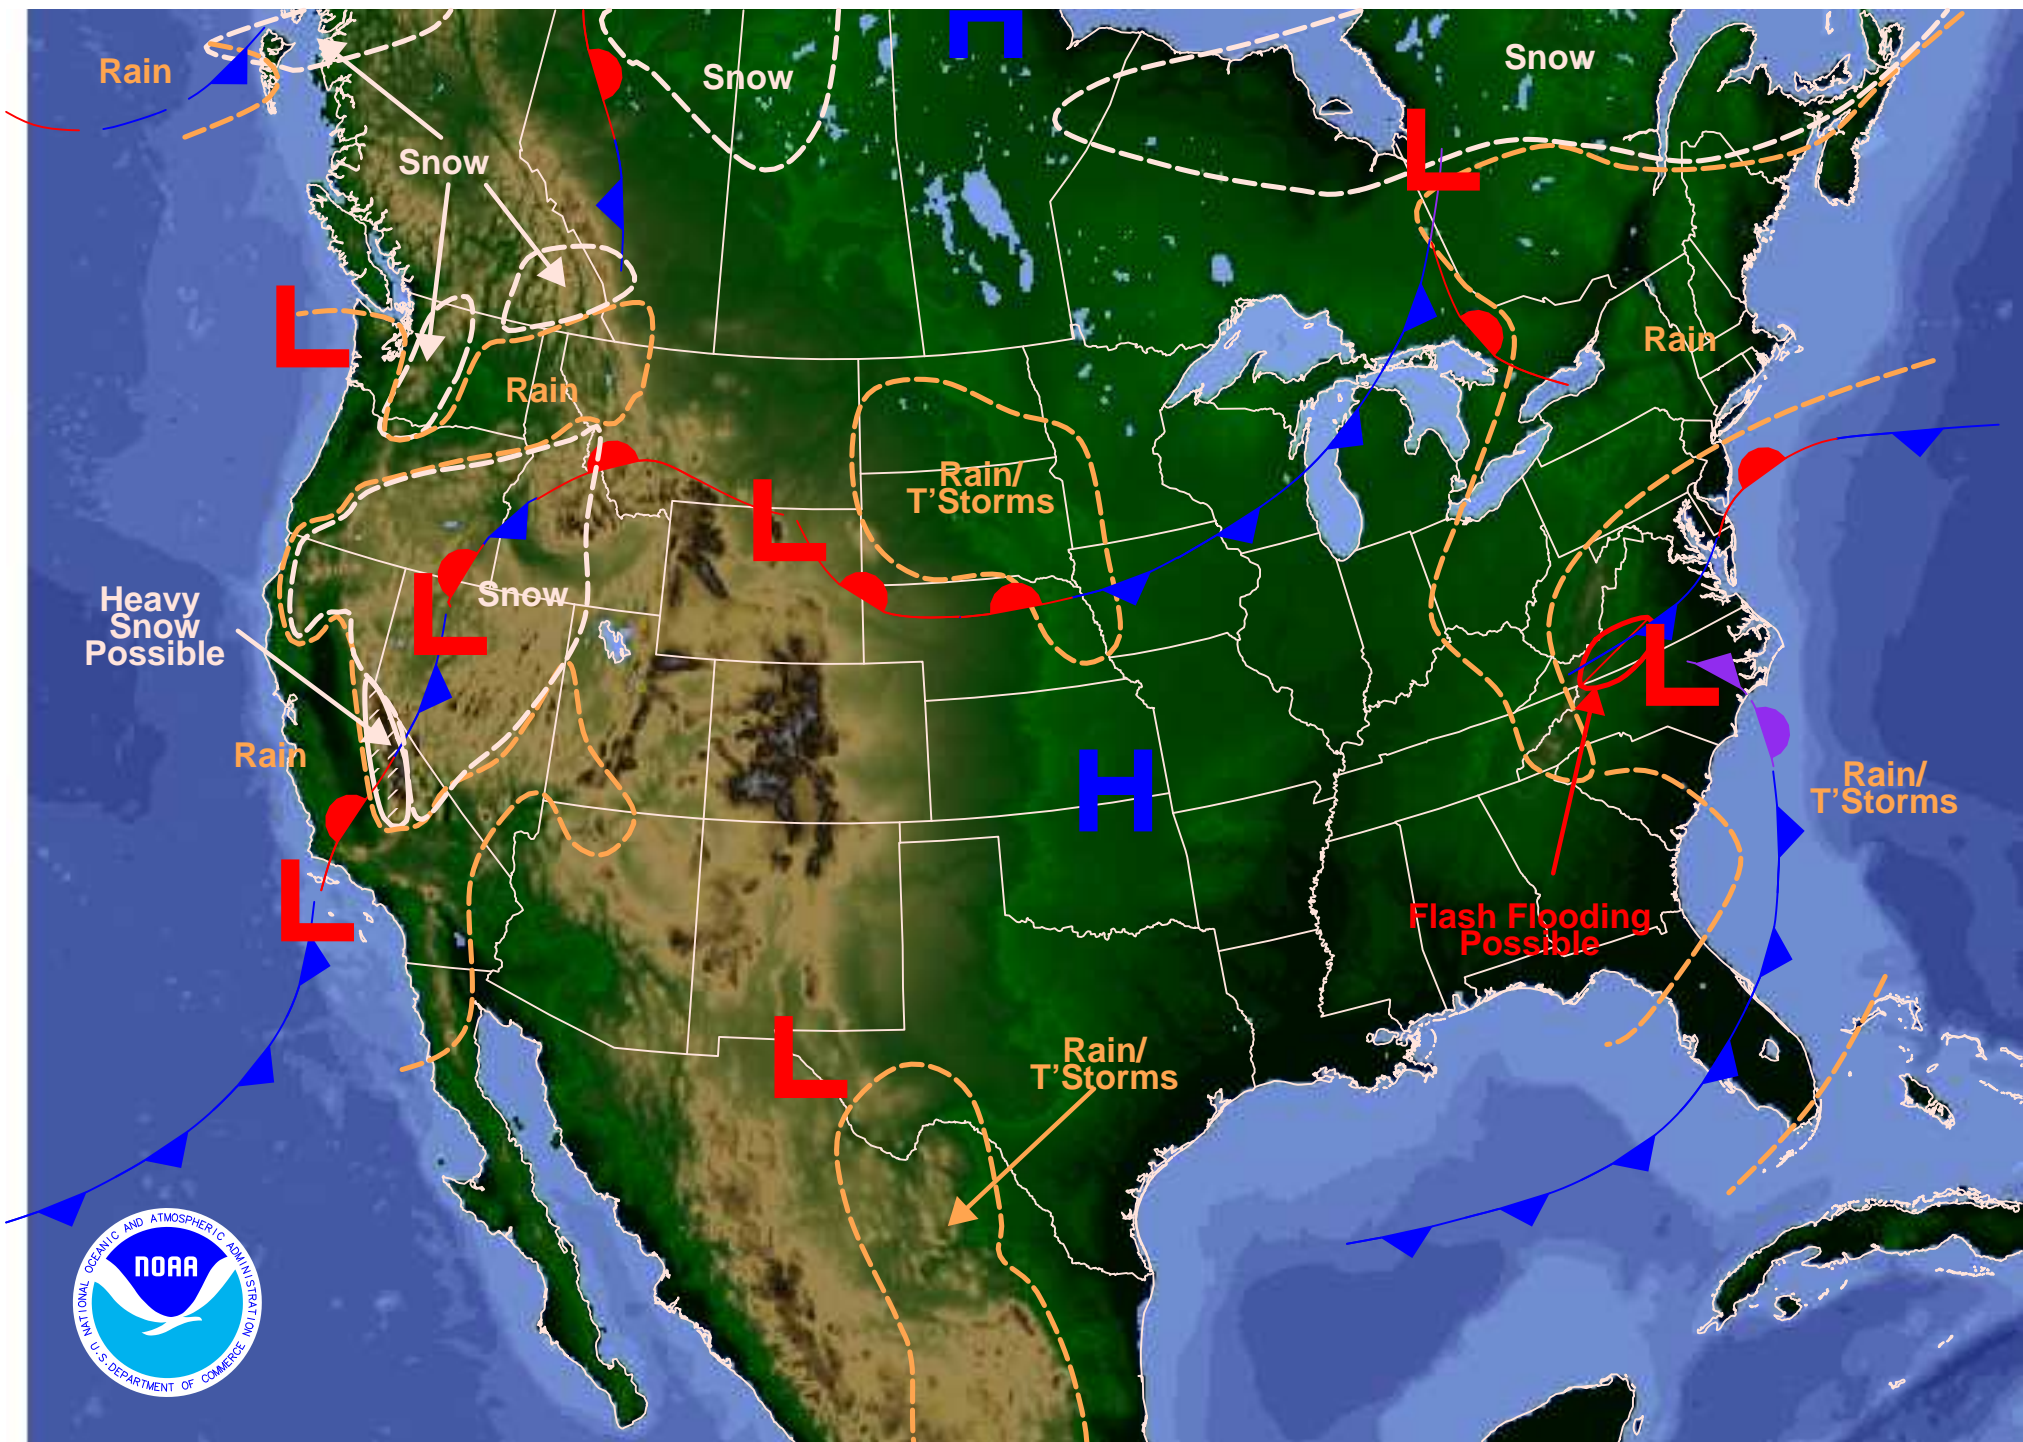 H
Rain
Snow
Snow
L
Snow
L
Rain
Rain
Rain/
T'Storms
L
Heavy
Snow
Possible
Snow
L
L
Rain
H
Rain/
T'Storms
L
Flash Flooding
Possible
L
Rain/
T'Storms
NOAA
NATIONAL OCEANIC AND ATMOSPHERIC ADMINISTRATION
U.S. DEPARTMENT OF COMMERCE